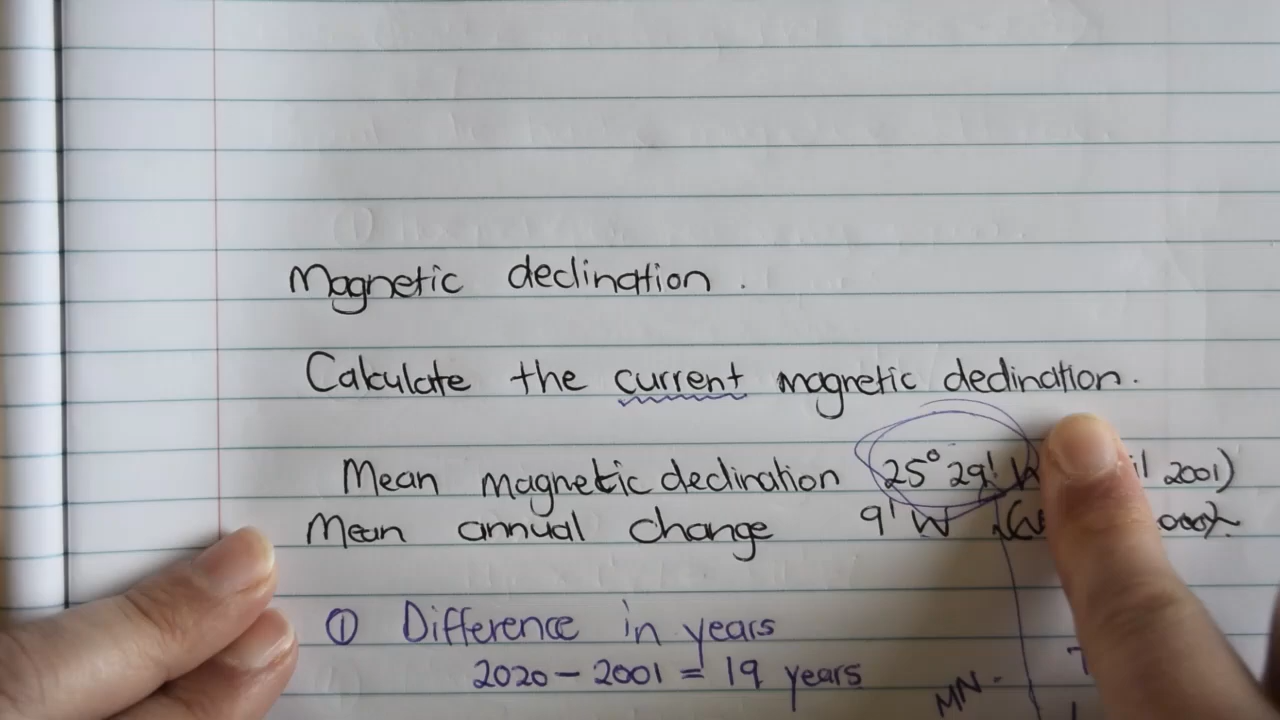 Magnetic declination.
Calculate the current magnetic declination.
Mean magnetic declination 25° 29' W 2001)
Mean annual change 9' W
① Difference in years
2020 - 2001 = 19 years
MN.